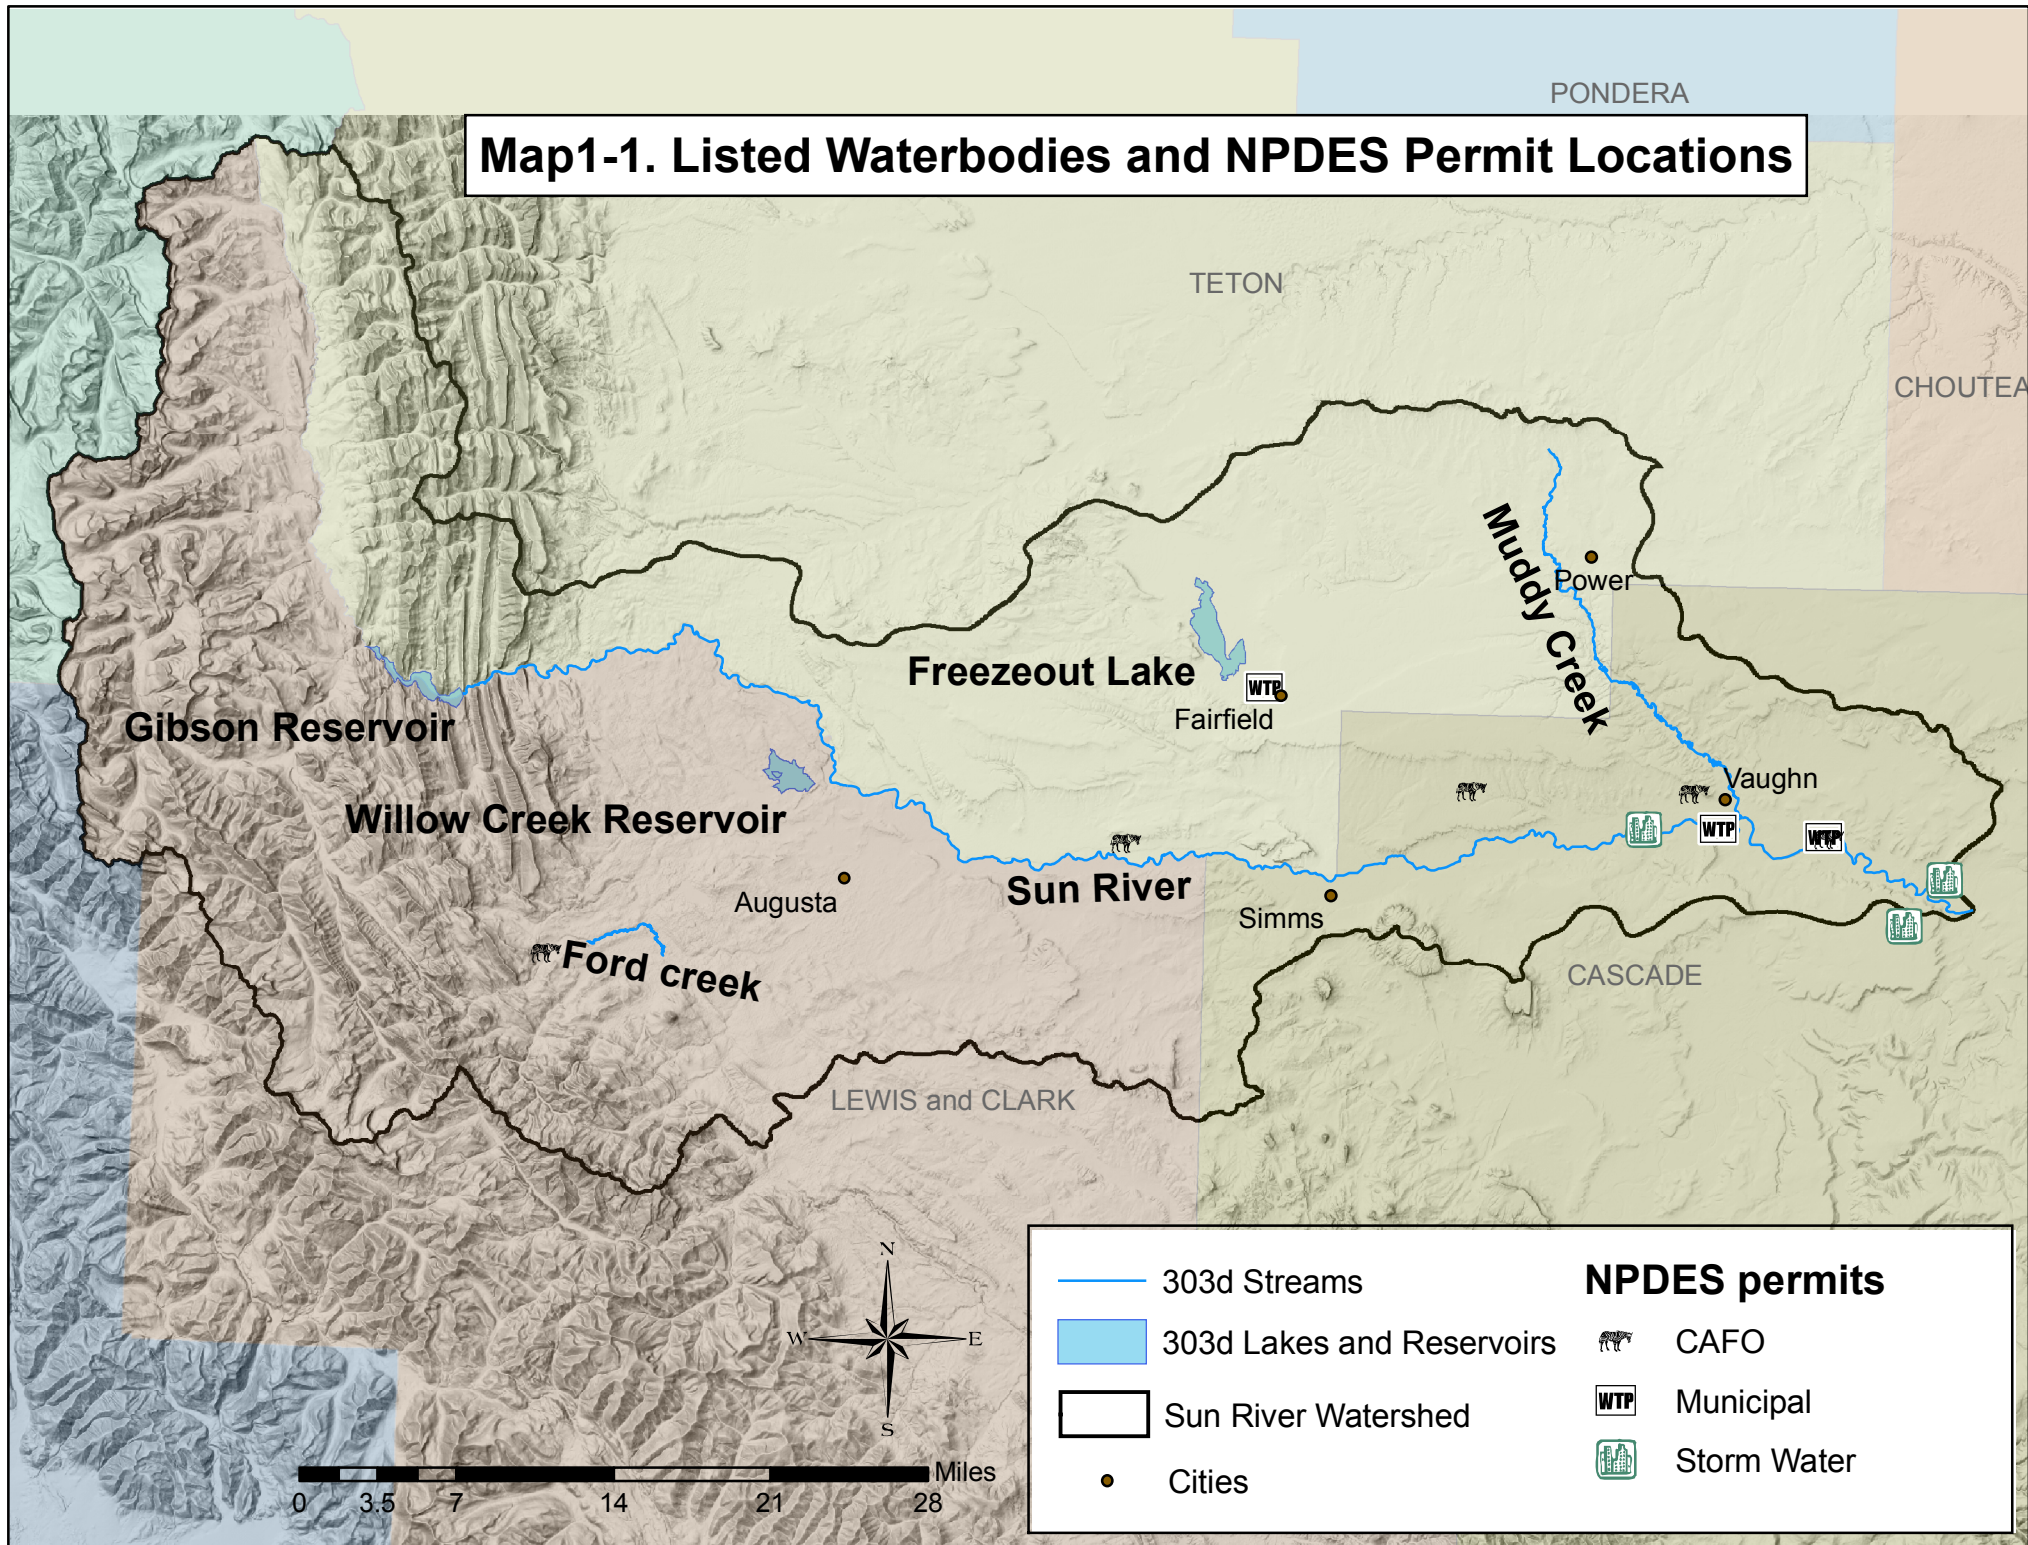 PONDERA
Map1-1. Listed Waterbodies and NPDES Permit Locations
TETON
CHOUTEA
Muddy Creek
Power
Freezeout Lake
WTP
Fairfield
Gibson Reservoir
Willow Creek Reservoir
Vaughn
WTP
WTP
Sun River
Augusta
Simms
Ford creek
CASCADE
LEWIS and CLARK
N
W
E
S
303d Streams
303d Lakes and Reservoirs
Sun River Watershed
Cities
NPDES permits
CAFO
WTP
Municipal
Storm Water
Miles
0 3.5 7 14 21 28